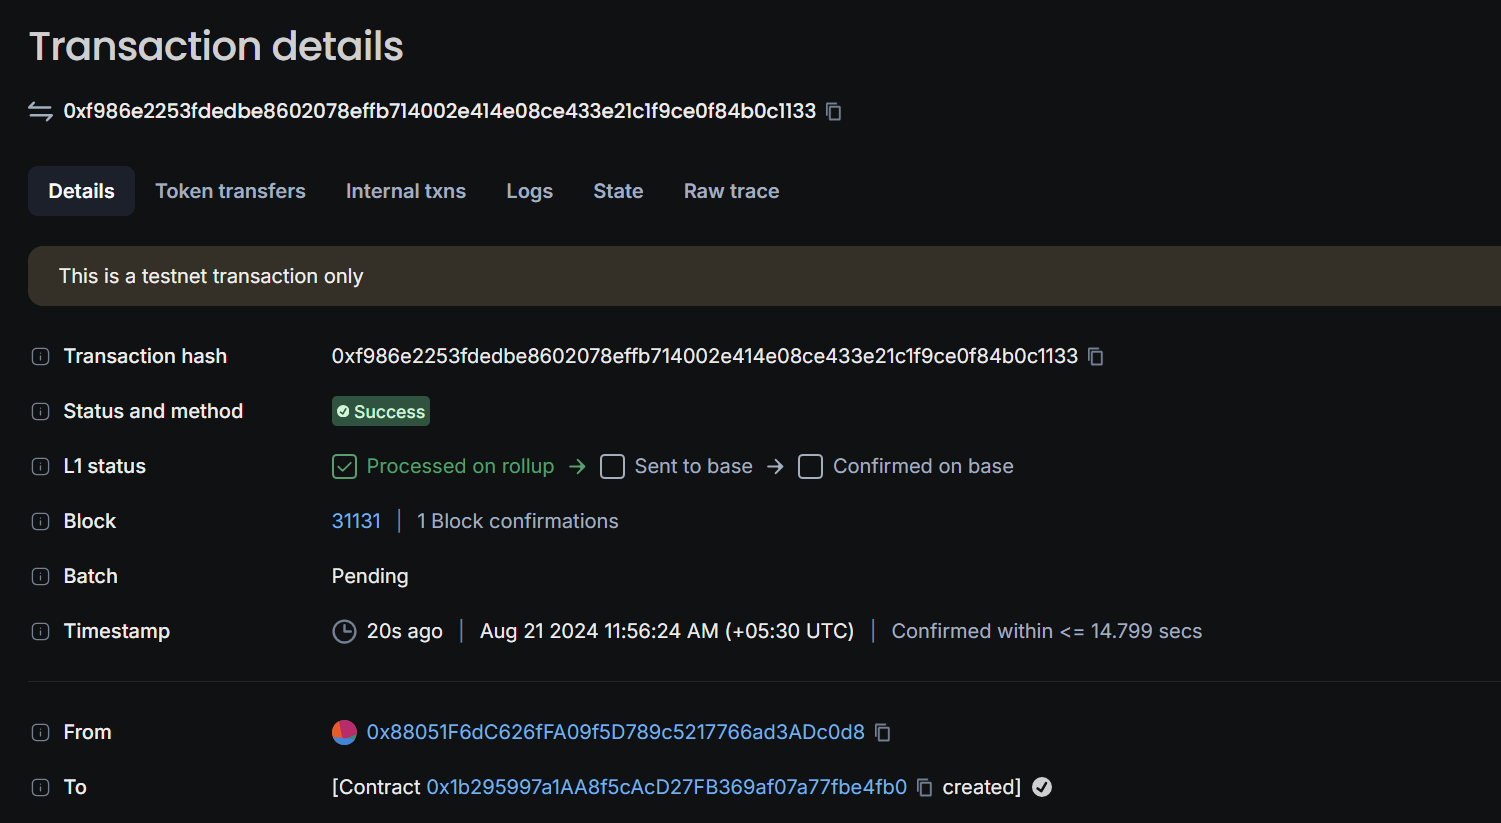 Transaction details
0xf986e2253fdedbe8602078effb714002e414e08ce433e21c1f9ce0f84b0c1133
Details Token transfers Internal txns Logs State Raw trace
This is a testnet transaction only
Transaction hash 0xf986e2253fdedbe8602078effb714002e414e08ce433e21c1f9ce0f84b0c1133
Status and method Success
L1 status Processed on rollup → Sent to base → Confirmed on base
Block 31131 | 1 Block confirmations
Batch Pending
Timestamp 20s ago | Aug 21 2024 11:56:24 AM (+05:30 UTC) | Confirmed within <= 14.799 secs
From 0x88051F6dC626fFA09f5D789c5217766ad3ADc0d8
To [Contract 0x1b295997a1AA8f5cAcD27FB369af07a77fbe4fb0 created]